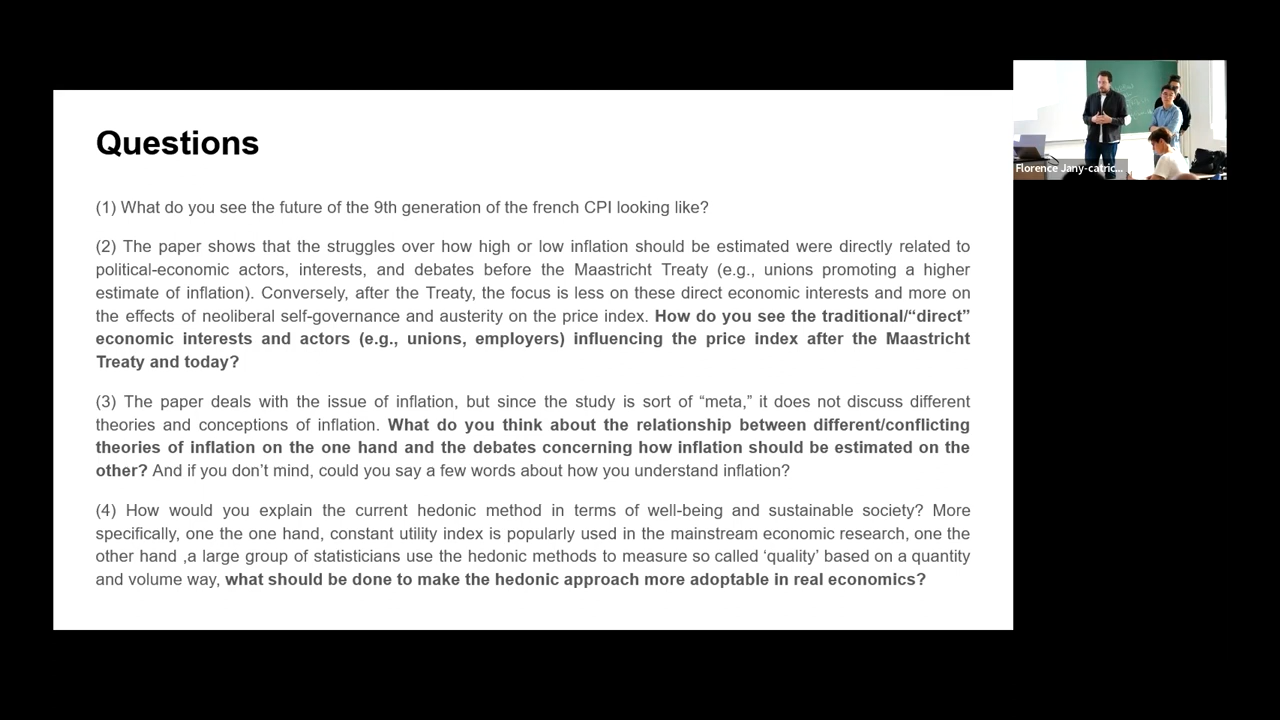 Questions
(1) What do you see the future of the 9th generation of the french CPI looking like?
(2) The paper shows that the struggles over how high or low inflation should be estimated were directly related to
political-economic actors, interests, and debates before the Maastricht Treaty (e.g., unions promoting a higher
estimate of inflation). Conversely, after the Treaty, the focus is less on these direct economic interests and more on
the effects of neoliberal self-governance and austerity on the price index. How do you see the traditional/“direct”
economic interests and actors (e.g., unions, employers) influencing the price index after the Maastricht
Treaty and today?
(3) The paper deals with the issue of inflation, but since the study is sort of “meta,” it does not discuss different
theories and conceptions of inflation. What do you think about the relationship between different/conflicting
theories of inflation on the one hand and the debates concerning how inflation should be estimated on the
other? And if you don’t mind, could you say a few words about how you understand inflation?
(4) How would you explain the current hedonic method in terms of well-being and sustainable society? More
specifically, one the one hand, constant utility index is popularly used in the mainstream economic research, one the
other hand ,a large group of statisticians use the hedonic methods to measure so called ‘quality’ based on a quantity
and volume way, what should be done to make the hedonic approach more adoptable in real economics?
Florence Jany-catric...